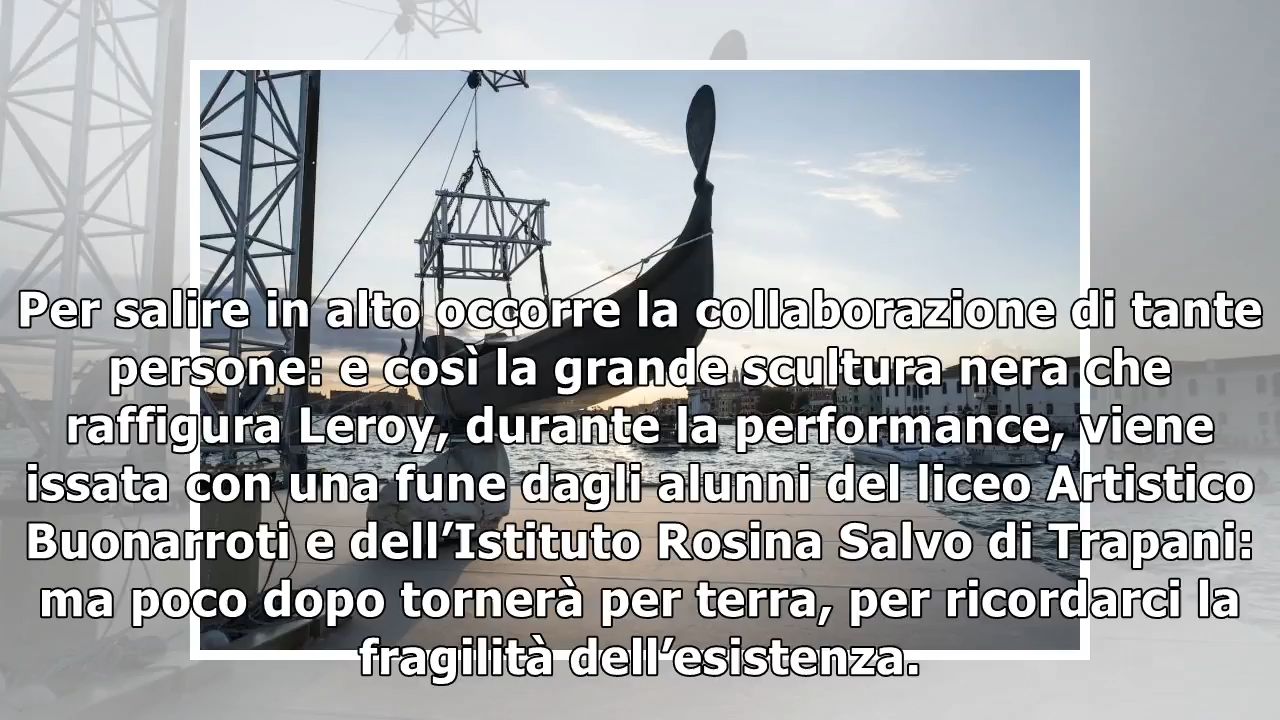 Per salire in alto occorre la collaborazione di tante
persone: e così la grande scultura nera che
raffigura Leroy, durante la performance, viene
issata con una fune dagli alunni del liceo Artistico
Buonarroti e dell’Istituto Rosina Salvo di Trapani:
ma poco dopo tornerà per terra, per ricordarci la
fragilità dell’esistenza.